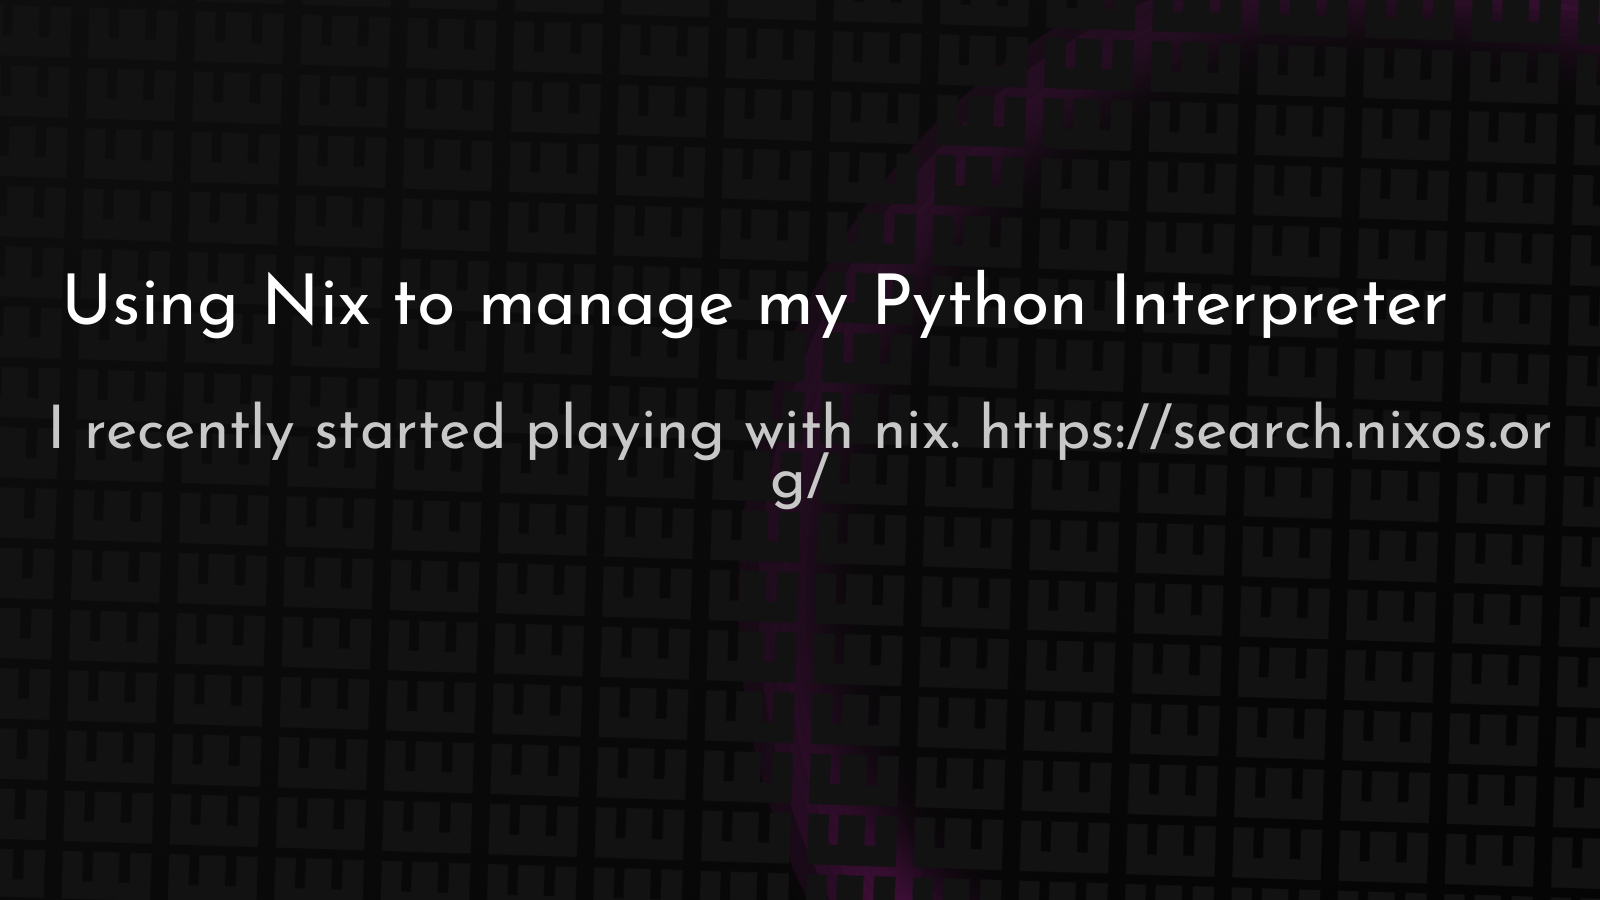 Using Nix to manage my Python Interpreter
I recently started playing with nix. https://search.nixos.or
g/